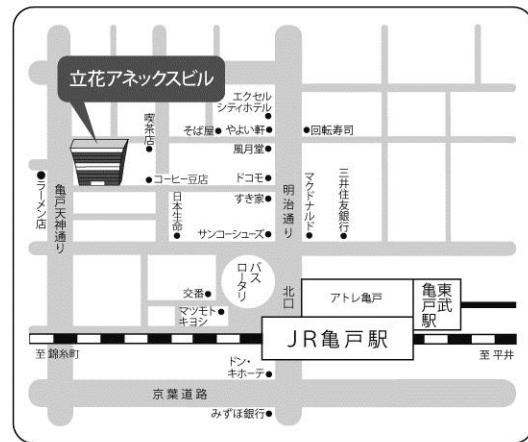 立花アネックスビル
エクセル
シティホテル
喫茶店
そば屋
やよい軒
回転寿司
風月堂
コーヒー豆店
ドコモ
ラーメン店
亀戸天神通り
日本生命
すき家
明治通り
マクドナルド
三井住友銀行
サンコーシューズ
バス
ロータリー
交番
マツモト
キヨシ
北口
アトレ亀戸
東武
亀戸駅
JR亀戸駅
至 錦糸町
至 平井
ドン・
キホーテ
京葉道路
みずほ銀行